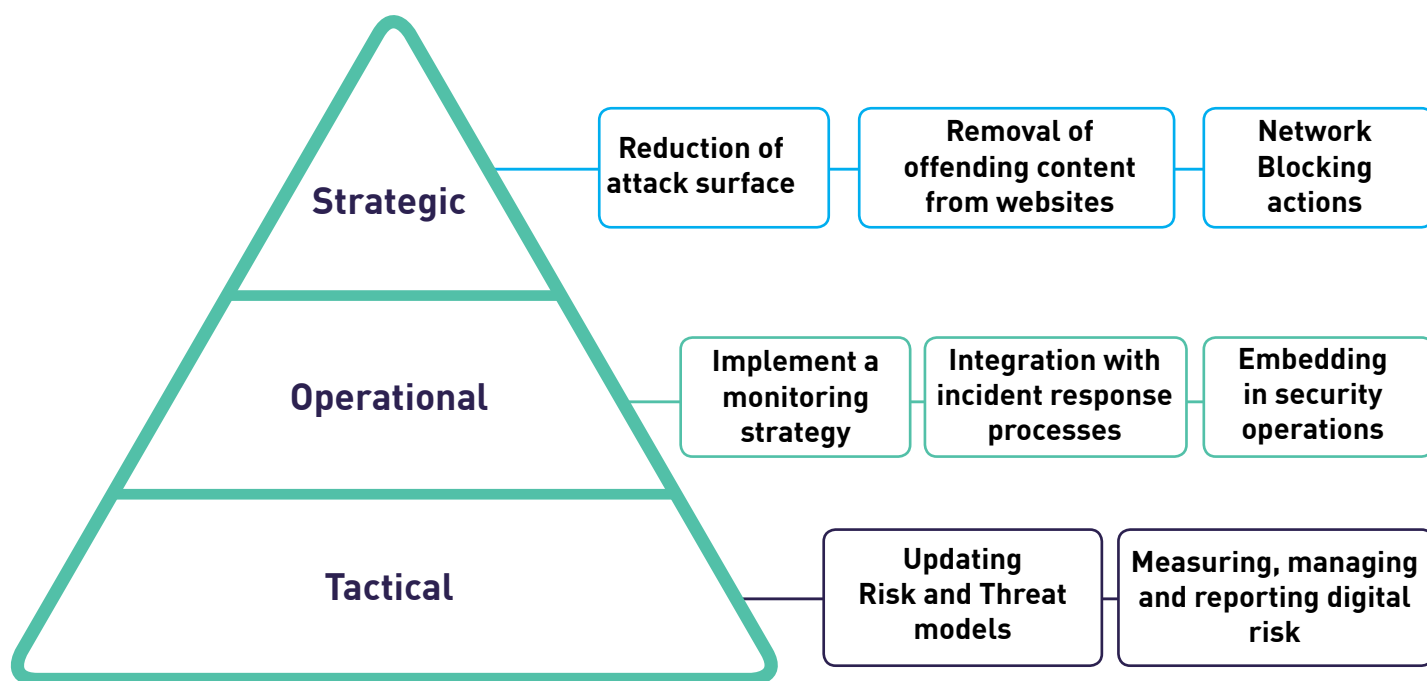 Strategic
Reduction of
attack surface
Removal of
offending content
from websites
Network
Blocking
actions
Operational
Implement a
monitoring
strategy
Integration with
incident response
processes
Embedding
in security
operations
Tactical
Updating
Risk and Threat
models
Measuring, managing
and reporting digital
risk